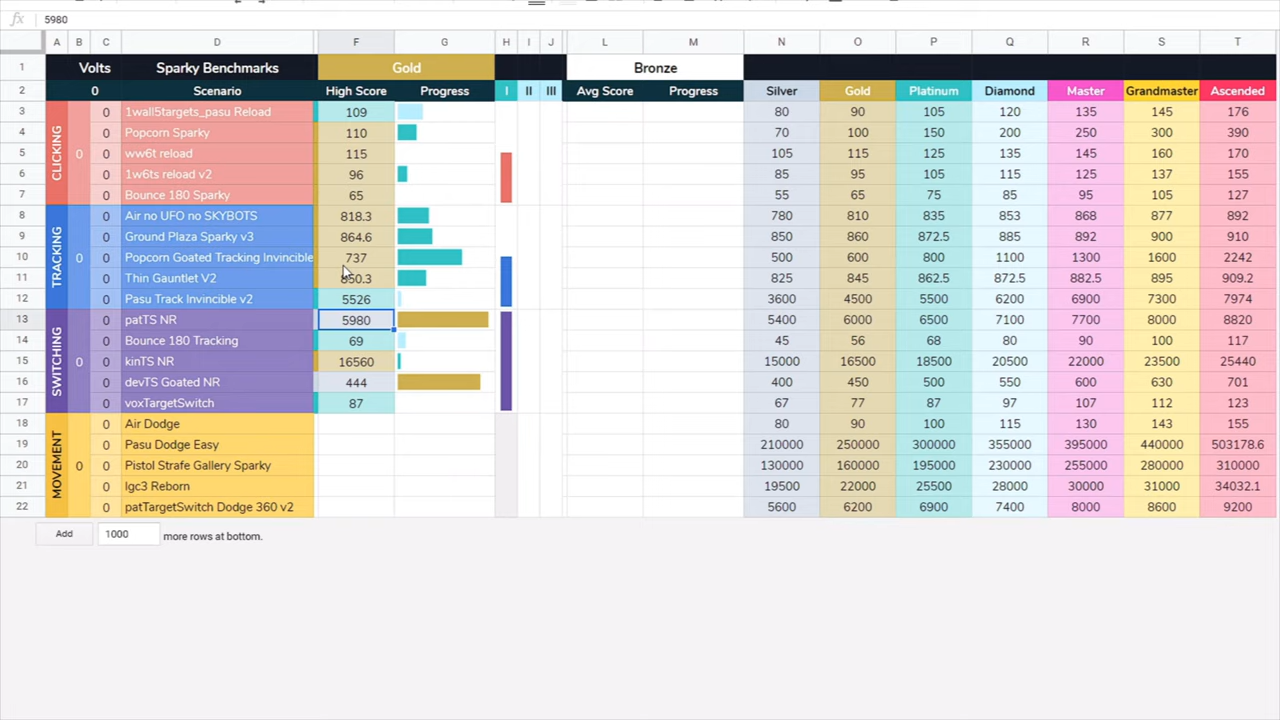 fx 5980
A B C D F G H I J L M N O P Q R S T
1 Volts Sparky Benchmarks Gold Bronze
2 0 Scenario High Score Progress I II III Avg Score Progress Silver Gold Platinum Diamond Master Grandmaster Ascended
CLICKING
3 0 1wall5targets_pasu Reload 109 80 90 105 120 135 145 176
4 0 Popcorn Sparky 110 70 100 150 200 250 300 390
5 0 0 ww6t reload 115 105 115 125 135 145 160 170
6 0 1w6ts reload v2 96 85 95 105 115 125 137 155
7 0 Bounce 180 Sparky 65 55 65 75 85 95 105 127
TRACKING
8 0 Air no UFO no SKYBOTS 818.3 780 810 835 853 868 877 892
9 0 Ground Plaza Sparky v3 864.6 850 860 872.5 882 892 900 910
10 0 0 Popcorn Goated Tracking Invincible 737 500 600 800 1100 1300 1600 2242
11 0 Thin Gauntlet V2 850.3 825 845 862.5 872.5 882.5 895 909.2
12 0 Pasu Track Invincible v2 5526 3600 4500 5500 6200 6900 7300 7974
SWITCHING
13 0 patTS NR 5980 5400 6000 6500 7100 7700 8000 8820
14 0 Bounce 180 Tracking 69 45 56 68 80 90 100 117
15 0 0 kinTS NR 16560 15000 16500 18500 20500 22000 23500 25440
16 0 devTS Goated NR 444 400 450 500 550 600 630 701
17 0 voxTargetSwitch 87 67 77 87 97 107 112 123
MOVEMENT
18 0 Air Dodge 80 90 100 115 130 143 155
19 0 Pasu Dodge Easy 210000 250000 300000 355000 395000 440000 503178.6
20 0 0 Pistol Strafe Gallery Sparky 130000 160000 195000 230000 255000 280000 310000
21 0 lgc3 Reborn 19500 22000 25500 28000 30000 31000 34032.1
22 0 patTargetSwitch Dodge 360 v2 5600 6200 6900 7400 8000 8600 9200
Add 1000 more rows at bottom.